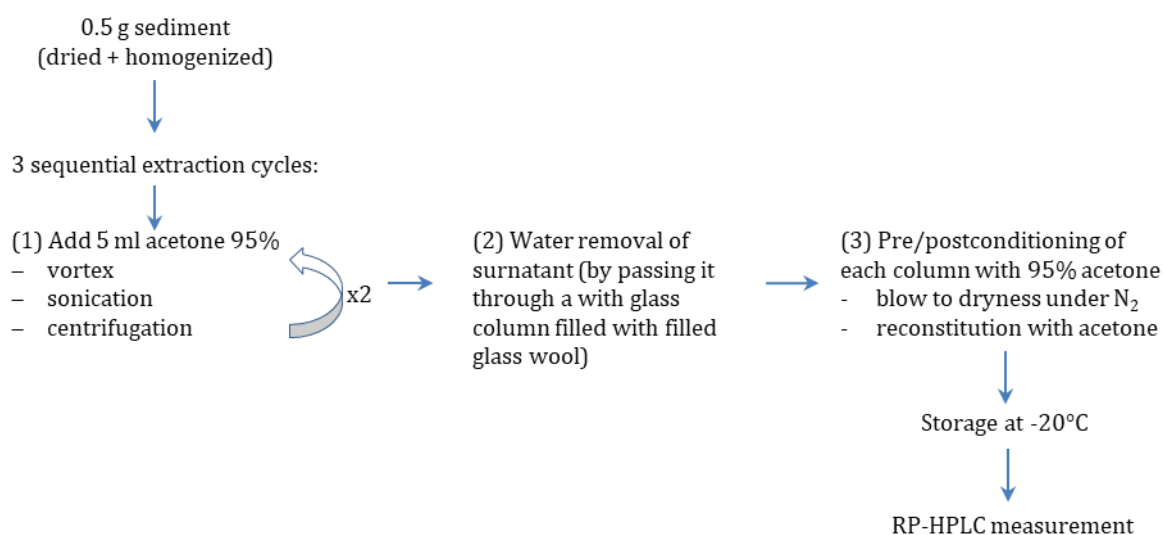 0.5 g sediment
(dried + homogenized)
3 sequential extraction cycles:
(1) Add 5 ml acetone 95%
– vortex
– sonication
– centrifugation
x2
(2) Water removal of
surnatant (by passing it
through a with glass
column filled with filled
glass wool)
(3) Pre/postconditioning of
each column with 95% acetone
- blow to dryness under N₂
- reconstitution with acetone
Storage at -20°C
RP-HPLC measurement